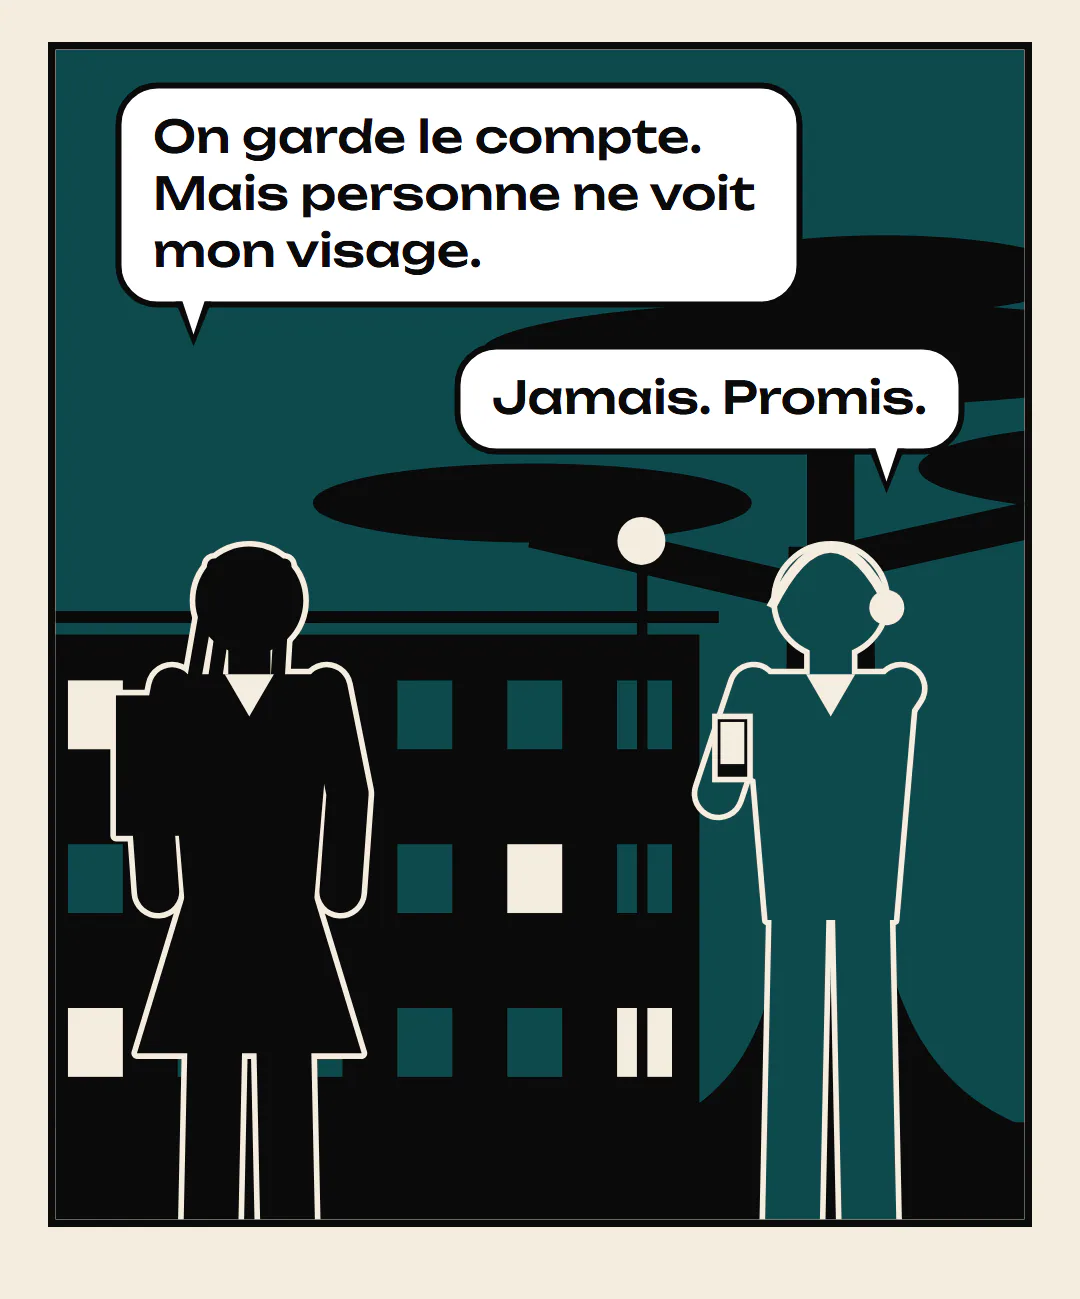 On garde le compte.
Mais personne ne voit
mon visage.
Jamais. Promis.